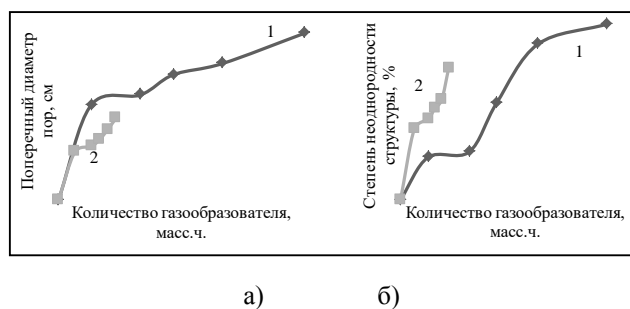 Поперечный диаметр
пор, см
1
2
Количество газообразователя,
масс.ч.
Степень неоднородности
структуры, %
2
1
Количество газообразователя,
масс.ч.
а)
б)